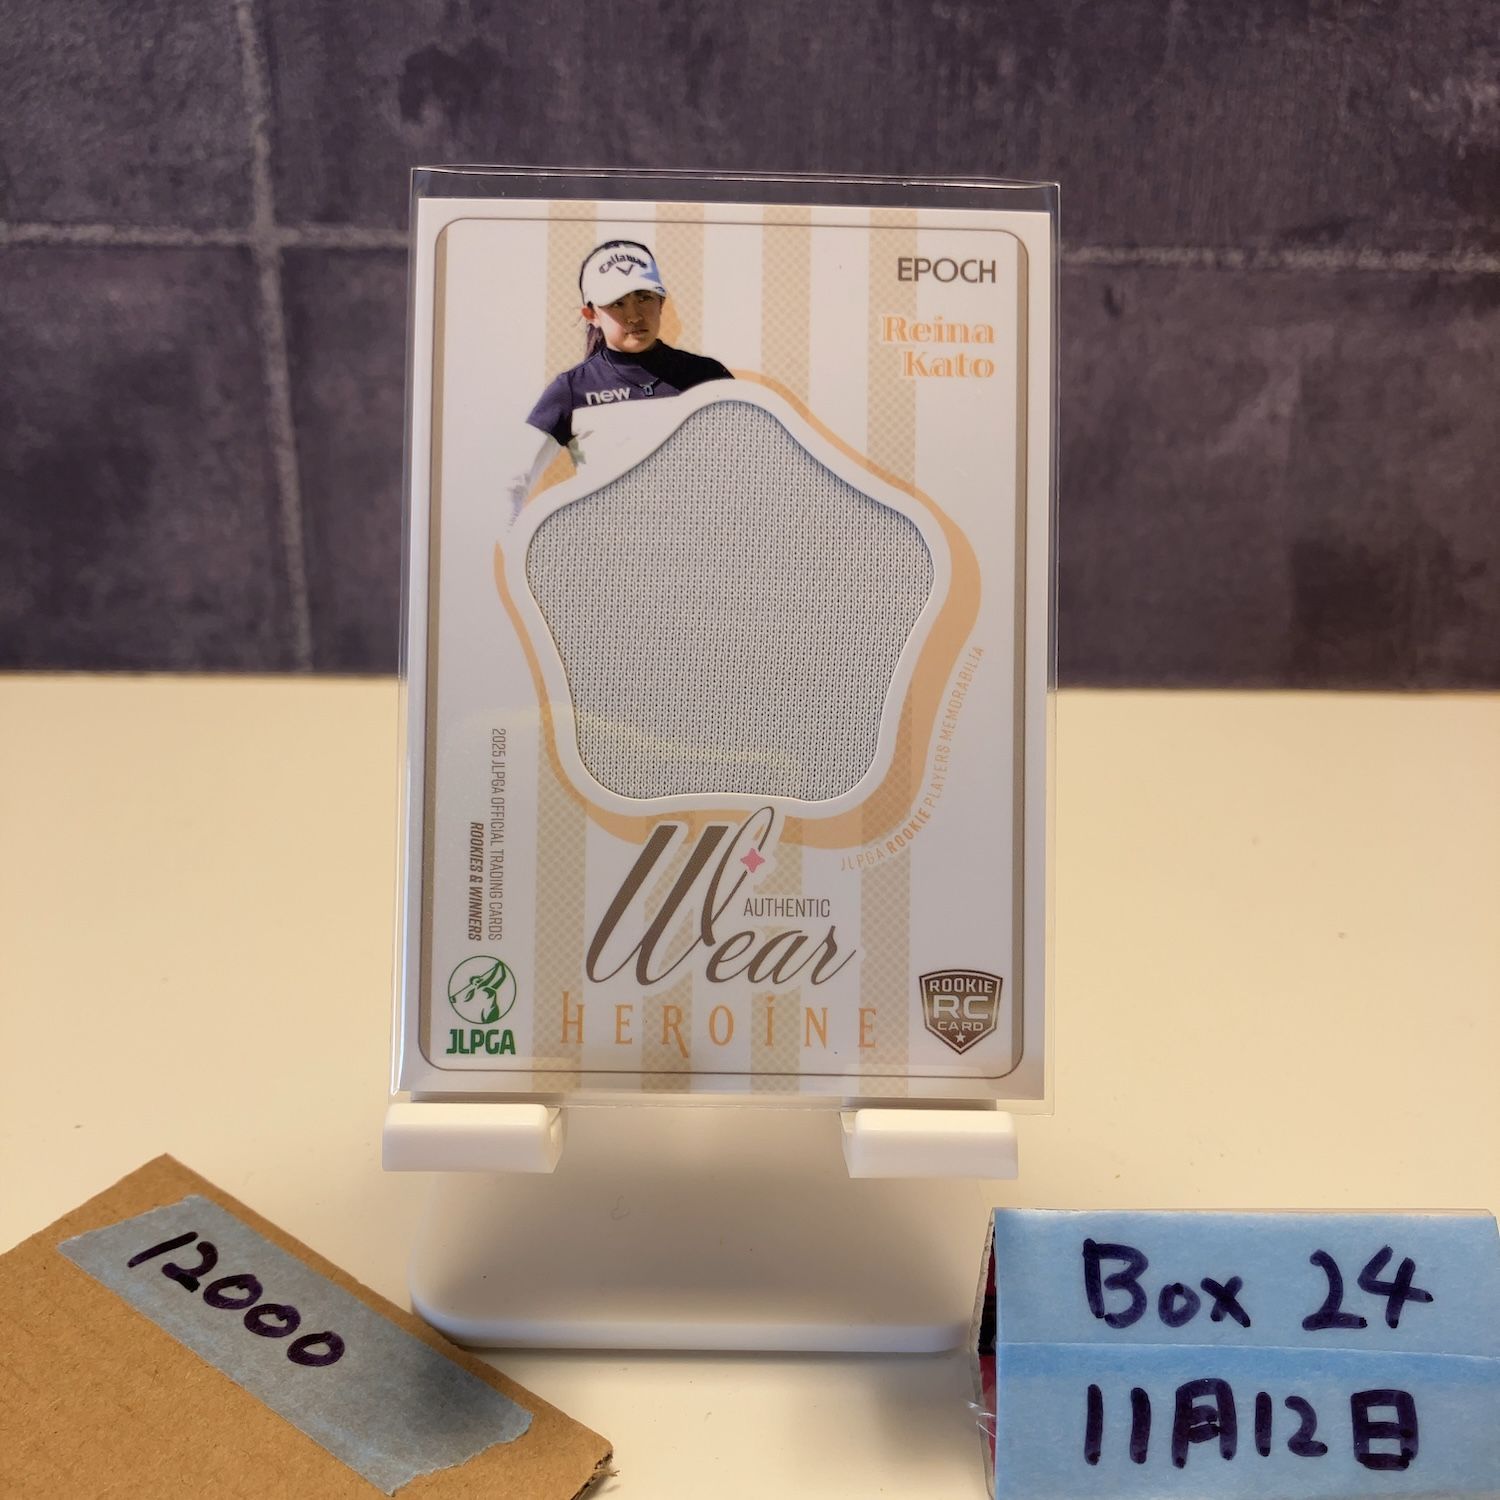 EPOCH
Reina
Kato
Callaway
new
JLPGA ROOKIE PLAYERS MEMORABILIA
2025 JLPGA OFFICIAL TRADING CARDS
ROOKIES & WINNERS
AUTHENTIC
Wear
HEROINE
JLPGA
ROOKIE
RC
CARD
12000
Box 24
11月12日